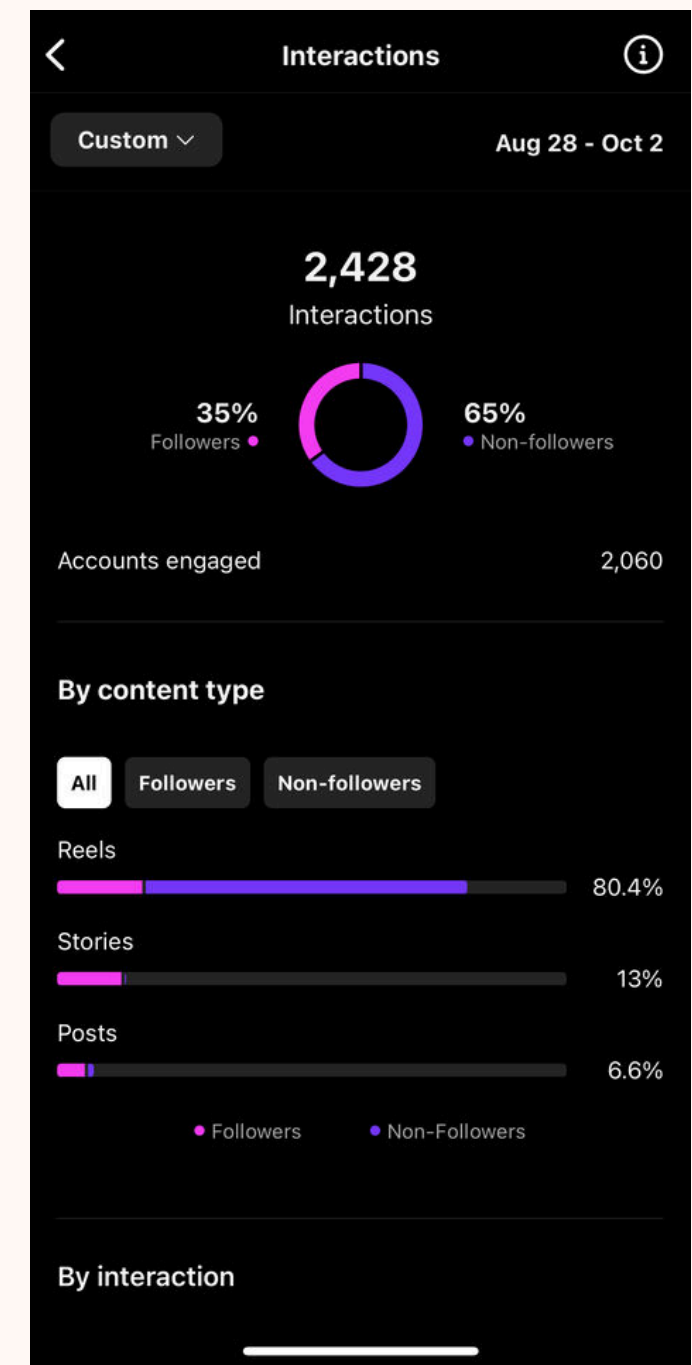 Interactions
Custom
Aug 28 - Oct 2
2,428
Interactions
35%
Followers
65%
Non-followers
Accounts engaged 2,060
By content type
All Followers Non-followers
Reels
80.4%
Stories
13%
Posts
6.6%
Followers Non-Followers
By interaction